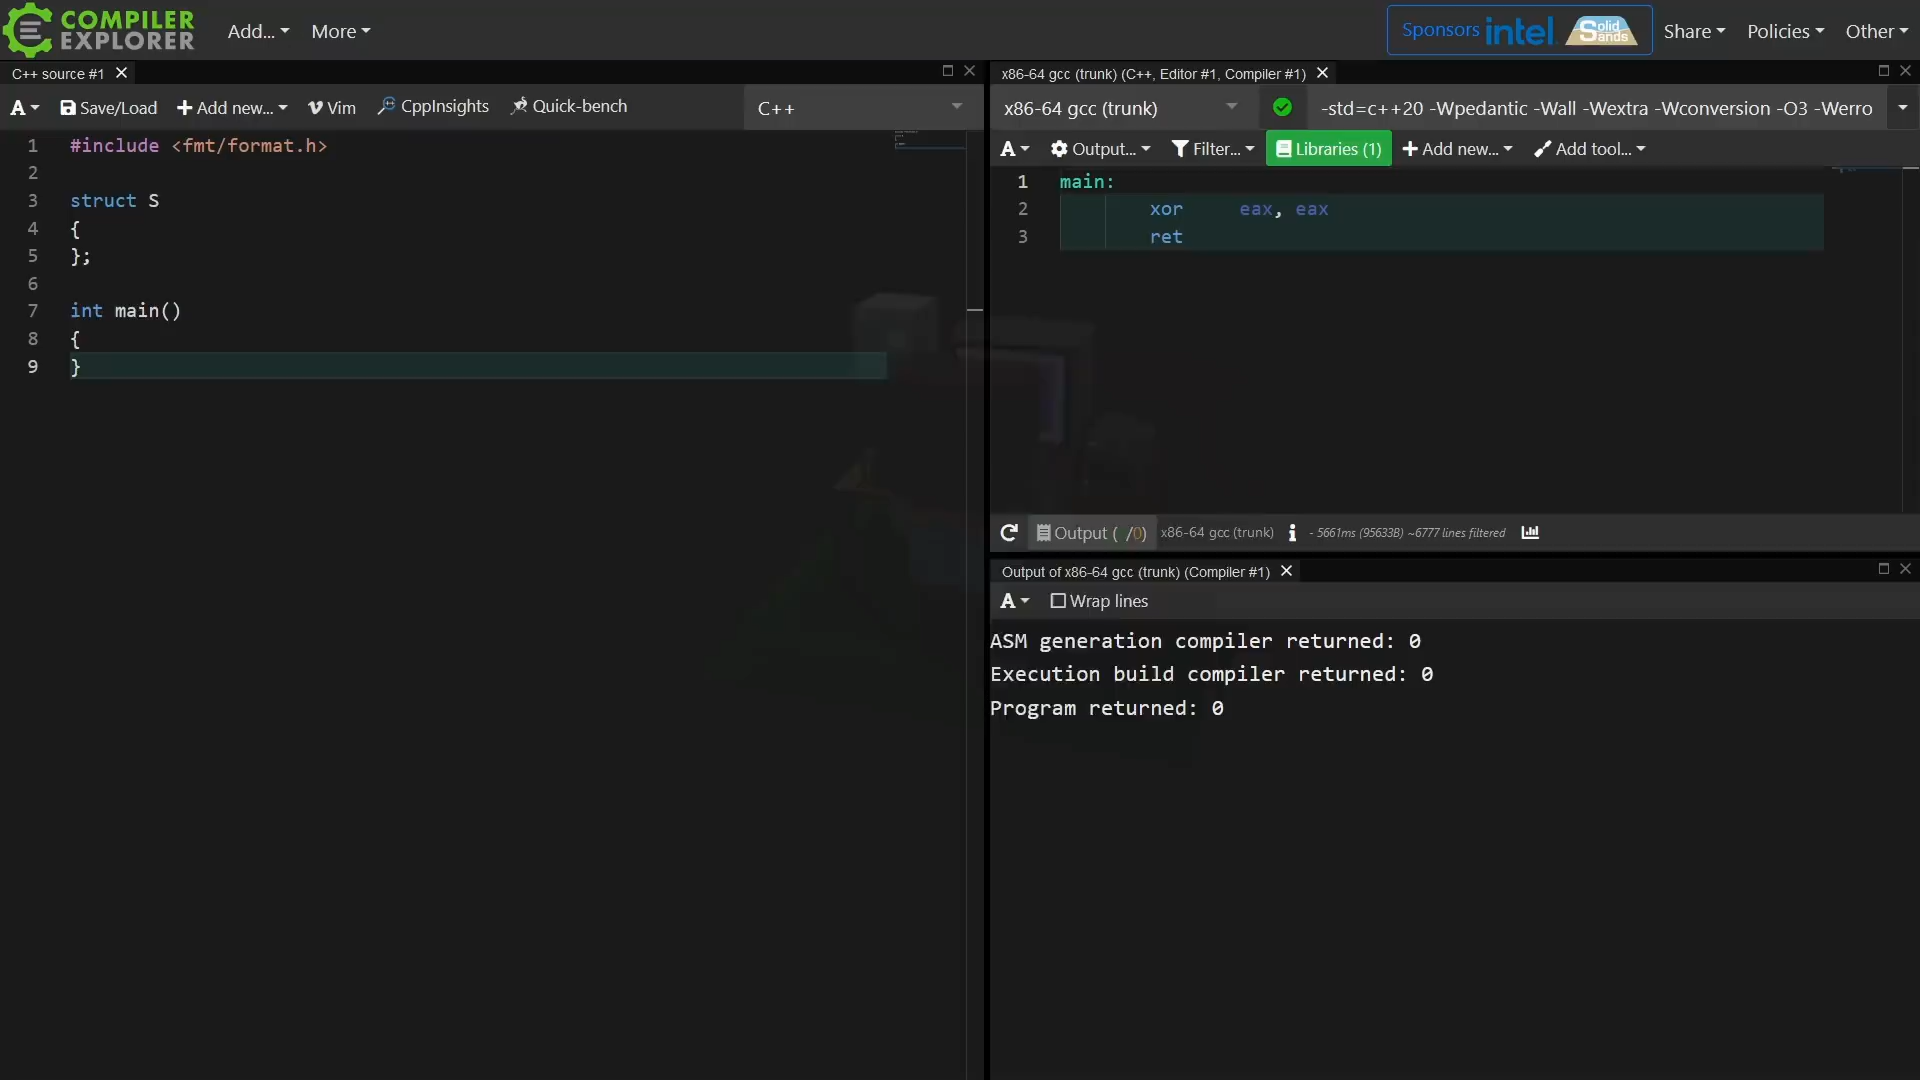 COMPILER EXPLORER
Add... More
Sponsors intel Solid Sands Share Policies Other
C++ source #1
A Save/Load Add new... Vim CppInsights Quick-bench C++
1 #include <fmt/format.h>
2
3 struct S
4 {
5 };
6
7 int main()
8 {
9 }
x86-64 gcc (trunk) (C++, Editor #1, Compiler #1)
x86-64 gcc (trunk) -std=c++20 -Wpedantic -Wall -Wextra -Wconversion -O3 -Werro
A Output... Filter... Libraries (1) Add new... Add tool...
1 main:
2 xor eax, eax
3 ret
Output ( /0) x86-64 gcc (trunk) - 5661ms (95633B) ~6777 lines filtered
Output of x86-64 gcc (trunk) (Compiler #1)
A Wrap lines
ASM generation compiler returned: 0
Execution build compiler returned: 0
Program returned: 0